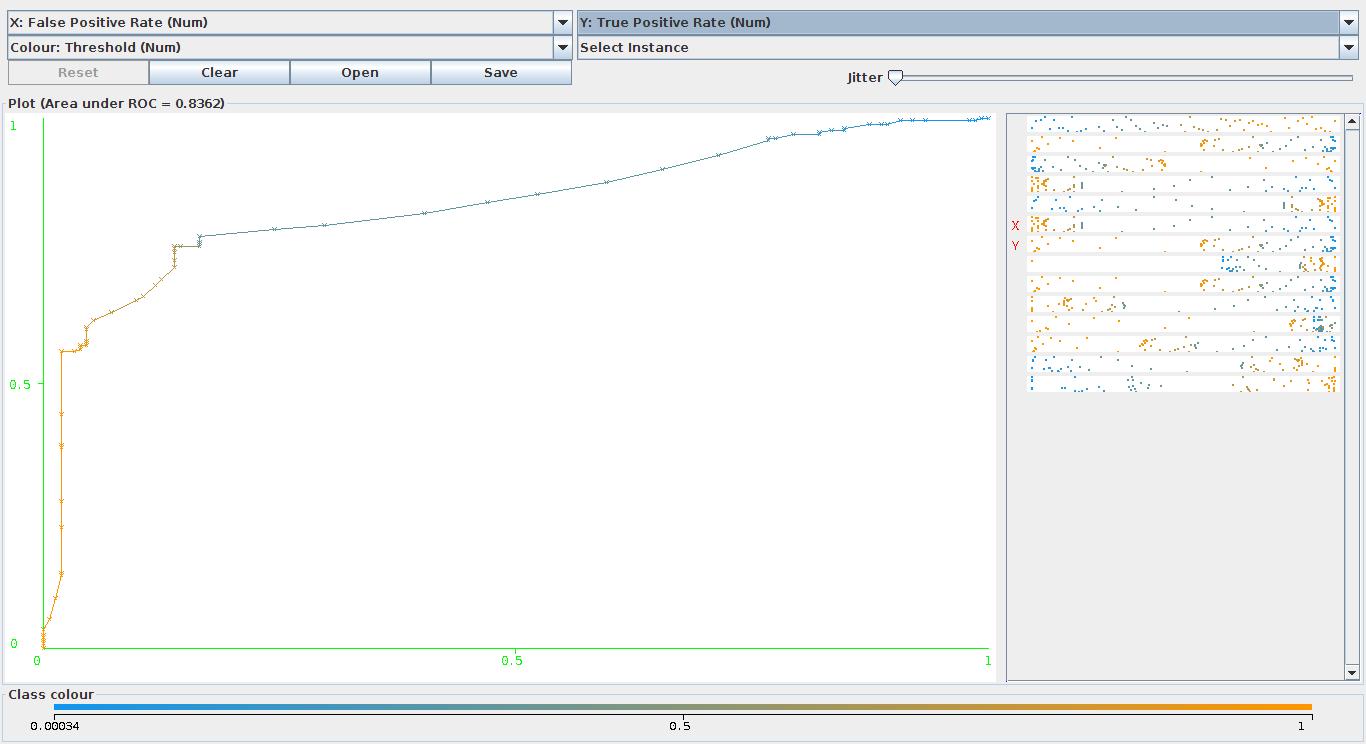 X: False Positive Rate (Num)
Y: True Positive Rate (Num)
Colour: Threshold (Num)
Select Instance
Reset
Clear
Open
Save
Jitter
Plot (Area under ROC = 0.8362)
1
0.5
0
0
0.5
1
X
Y
Class colour
0.00034
0.5
1